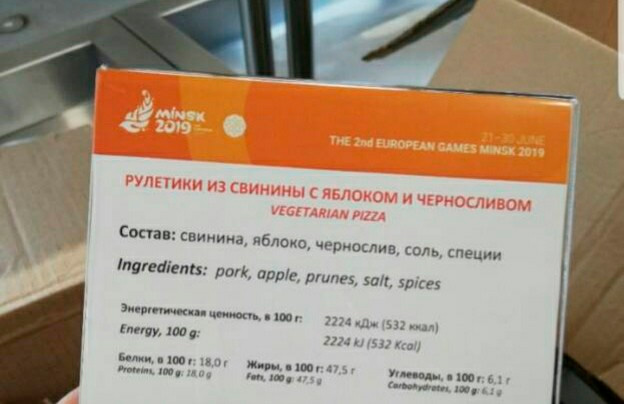 MINSK
2019
21–30 JUNE
THE 2nd EUROPEAN GAMES MINSK 2019
РУЛЕТИКИ ИЗ СВИНИНЫ С ЯБЛОКОМ И ЧЕРНОСЛИВОМ
VEGETARIAN PIZZA
Состав: свинина, яблоко, чернослив, соль, специи
Ingredients: pork, apple, prunes, salt, spices
Энергетическая ценность, в 100 г: 2224 кДж (532 ккал)
Energy, 100 g: 2224 kJ (532 Kcal)
Белки, в 100 г: 18,0 г Жиры, в 100 г: 47,5 г Углеводы, в 100 г: 6,1 г
Proteins, 100 g: 18,0 g Fats, 100 g: 47,5 g Carbohydrates, 100 g: 6,1 g